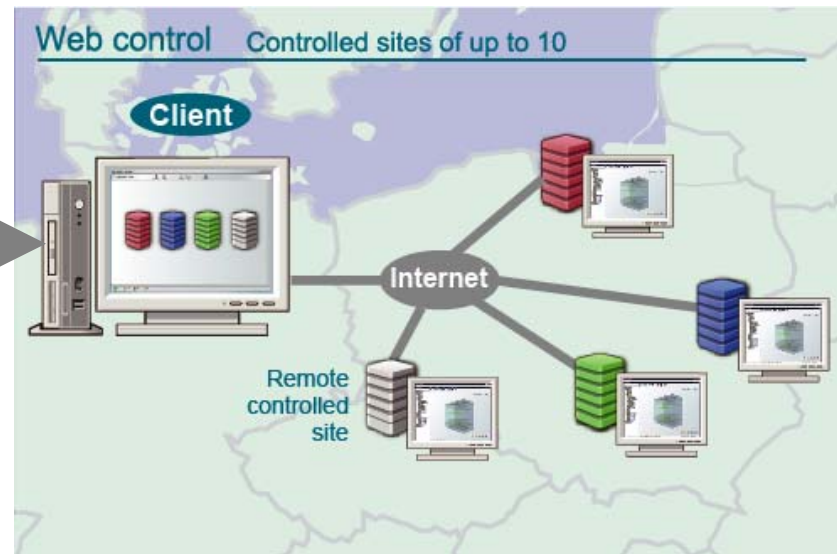 Web control Controlled sites of up to 10
Client
Internet
Remote
controlled
site